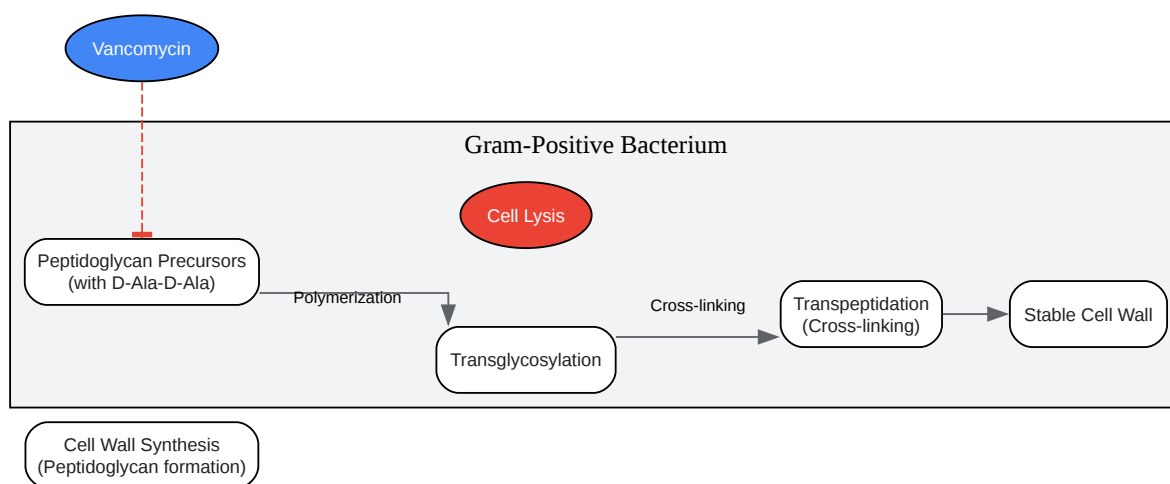 Vancomycin
Gram-Positive Bacterium
Cell Lysis
Peptidoglycan Precursors
(with D-Ala-D-Ala)
Polymerization
Transglycosylation
Cross-linking
Transpeptidation
(Cross-linking)
Stable Cell Wall
Cell Wall Synthesis
(Peptidoglycan formation)